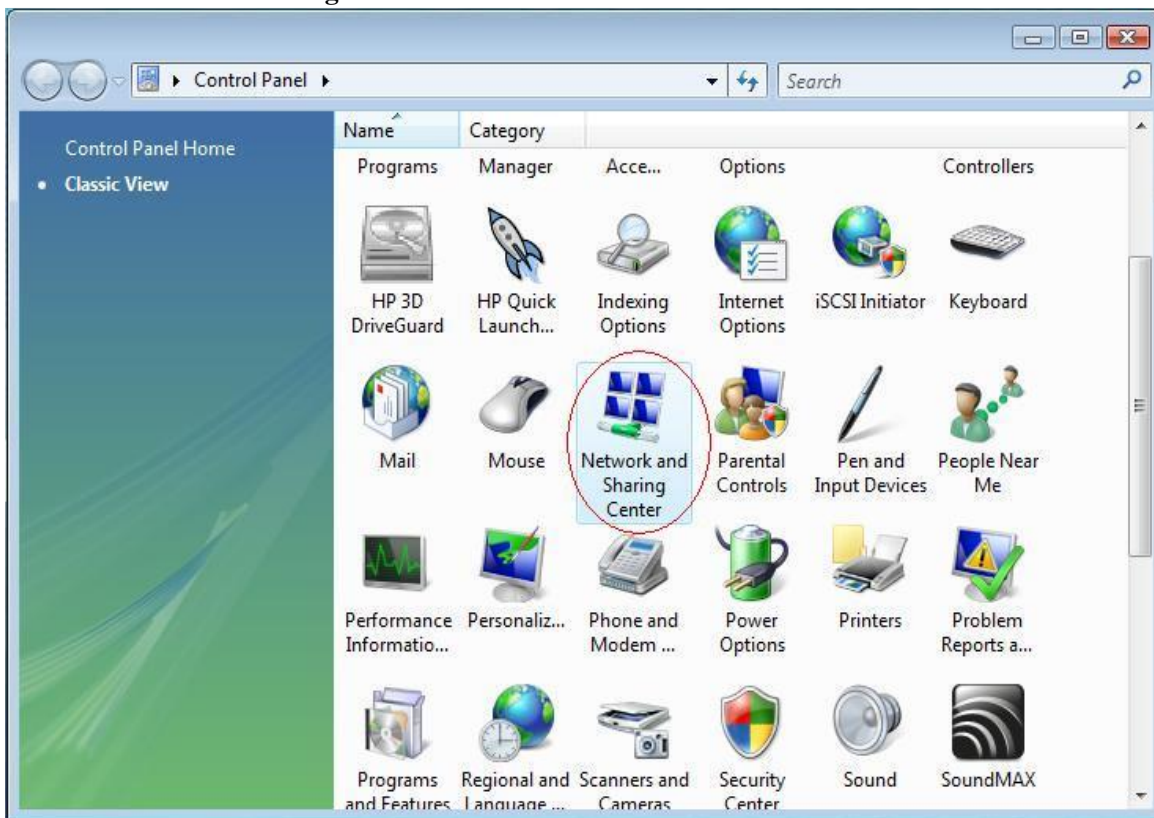 g
Control Panel
Search
Control Panel Home
Classic View
Name Category
Programs Manager Acce... Options Controllers
HP 3D HP Quick Indexing Internet iSCSI Initiator Keyboard
DriveGuard Launch... Options Options
Mail Mouse Network and Parental Pen and People Near
Sharing Controls Input Devices Me
Center
Performance Personaliz... Phone and Power Printers Problem
Informatio... Modem ... Options Reports a...
Programs Regional and Scanners and Security Sound SoundMAX
and Features Language ... Cameras Center